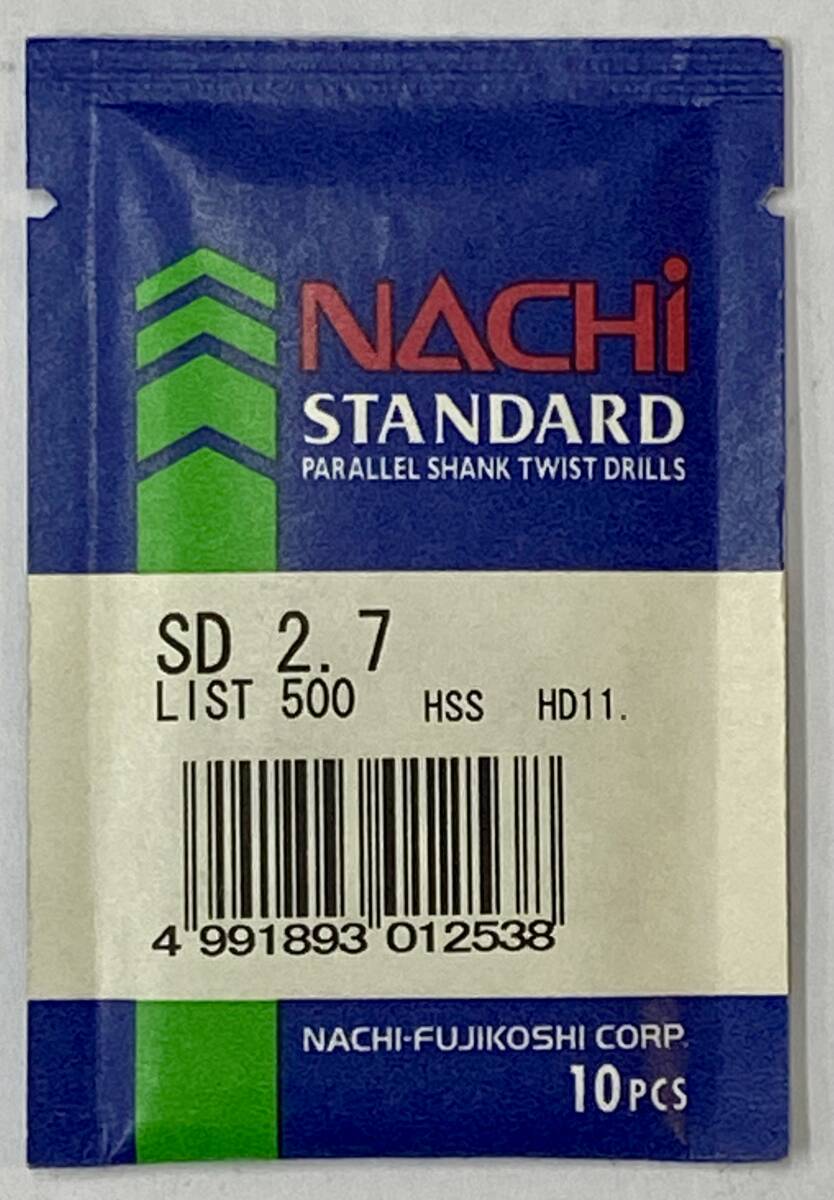 NACHi
STANDARD
PARALLEL SHANK TWIST DRILLS
SD 2.7
LIST 500 HSS HD11.
4 991893 012538
NACHI-FUJIKOSHI CORP.
10PCS